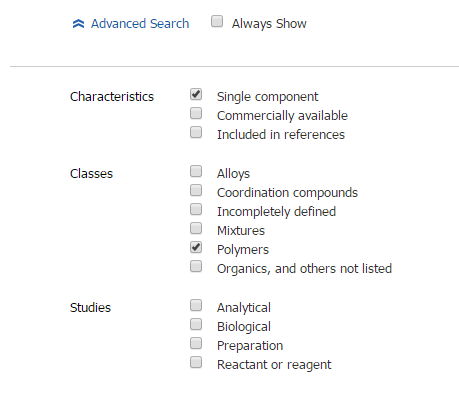 Advanced Search Always Show
Characteristics Single component
Commercially available
Included in references
Classes Alloys
Coordination compounds
Incompletely defined
Mixtures
Polymers
Organics, and others not listed
Studies Analytical
Biological
Preparation
Reactant or reagent